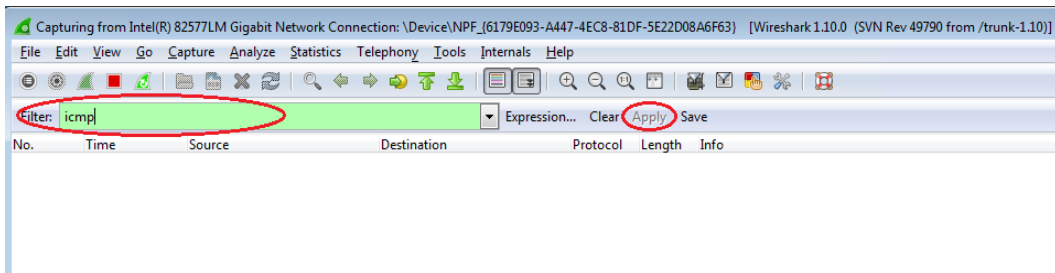 Capturing from Intel(R) 82577LM Gigabit Network Connection: \Device\NPF_{6179E093-A447-4EC8-81DF-5E22D08A6F63} [Wireshark 1.10.0 (SVN Rev 49790 from /trunk-1.10)]
File Edit View Go Capture Analyze Statistics Telephony Tools Internals Help
Filter: icmp Expression... Clear Apply Save
No. Time Source Destination Protocol Length Info